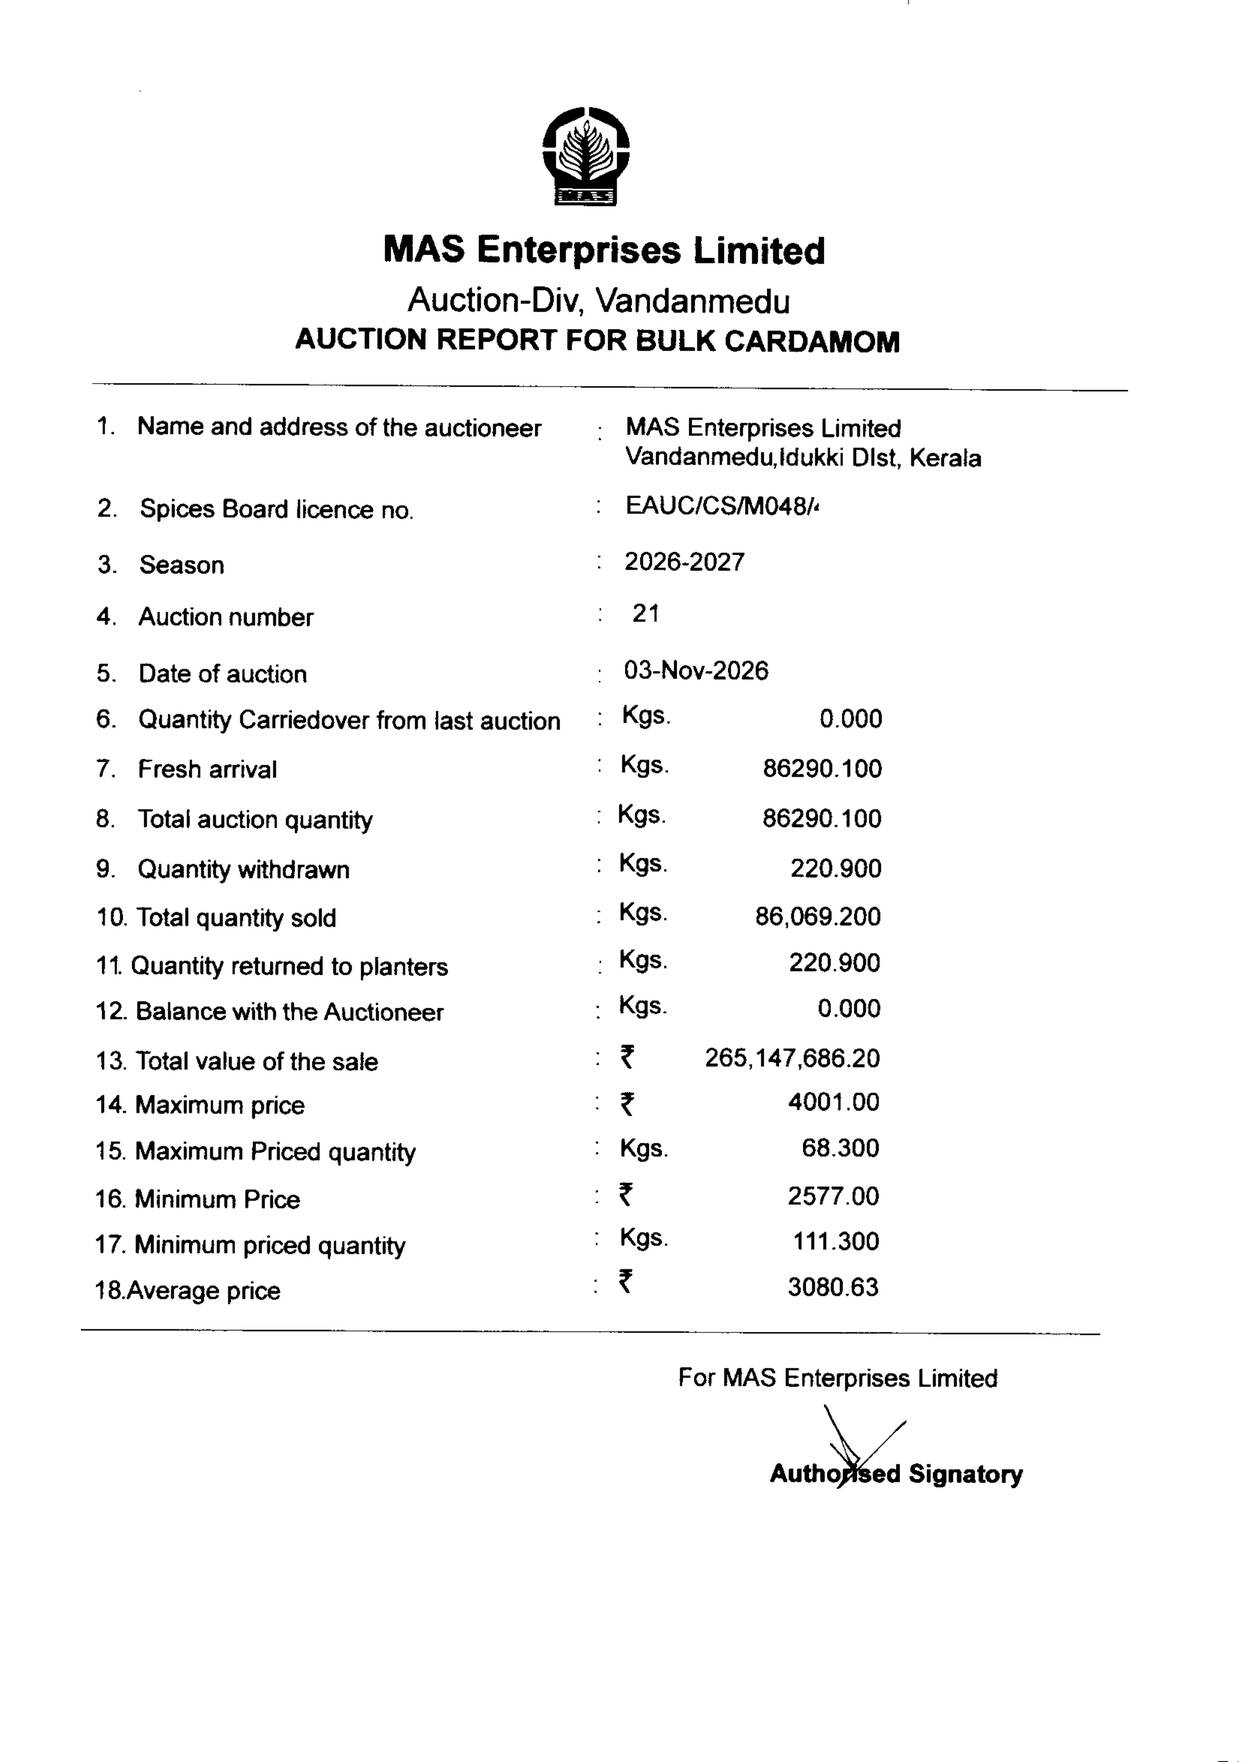 MAS
MAS Enterprises Limited
Auction-Div, Vandanmedu
AUCTION REPORT FOR BULK CARDAMOM
1. Name and address of the auctioneer : MAS Enterprises Limited
Vandanmedu,Idukki DIst, Kerala
2. Spices Board licence no. : EAUC/CS/M048/
3. Season : 2026-2027
4. Auction number : 21
5. Date of auction : 03-Nov-2026
6. Quantity Carriedover from last auction : Kgs. 0.000
7. Fresh arrival : Kgs. 86290.100
8. Total auction quantity : Kgs. 86290.100
9. Quantity withdrawn : Kgs. 220.900
10. Total quantity sold : Kgs. 86,069.200
11. Quantity returned to planters : Kgs. 220.900
12. Balance with the Auctioneer : Kgs. 0.000
13. Total value of the sale : ₹ 265,147,686.20
14. Maximum price : ₹ 4001.00
15. Maximum Priced quantity : Kgs. 68.300
16. Minimum Price : ₹ 2577.00
17. Minimum priced quantity : Kgs. 111.300
18.Average price : ₹ 3080.63
For MAS Enterprises Limited
Authorised Signatory